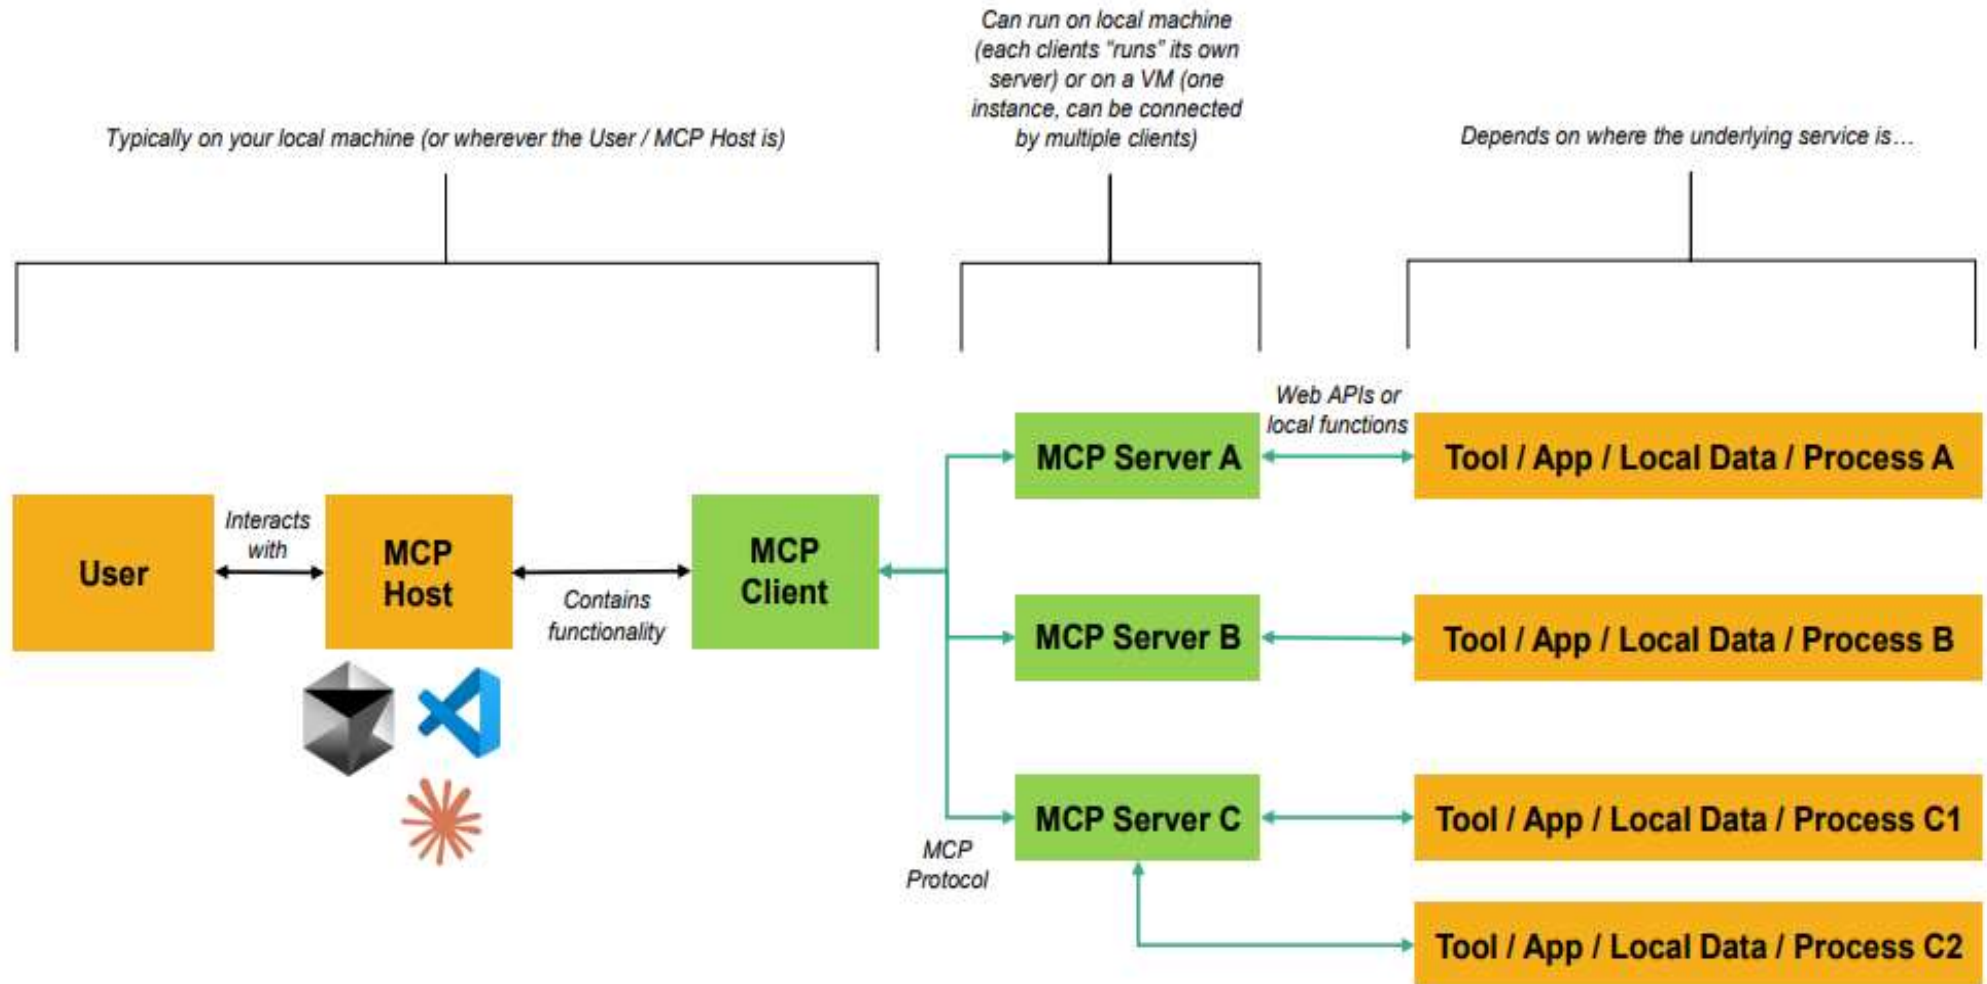 Can run on local machine
(each clients “runs” its own
server) or on a VM (one
instance, can be connected
by multiple clients)
Typically on your local machine (or wherever the User / MCP Host is)
Depends on where the underlying service is…
Web APIs or
local functions
MCP Server A
Tool / App / Local Data / Process A
User
Interacts
with
MCP
Host
Contains
functionality
MCP
Client
MCP Server B
Tool / App / Local Data / Process B
MCP Server C
Tool / App / Local Data / Process C1
MCP
Protocol
Tool / App / Local Data / Process C2